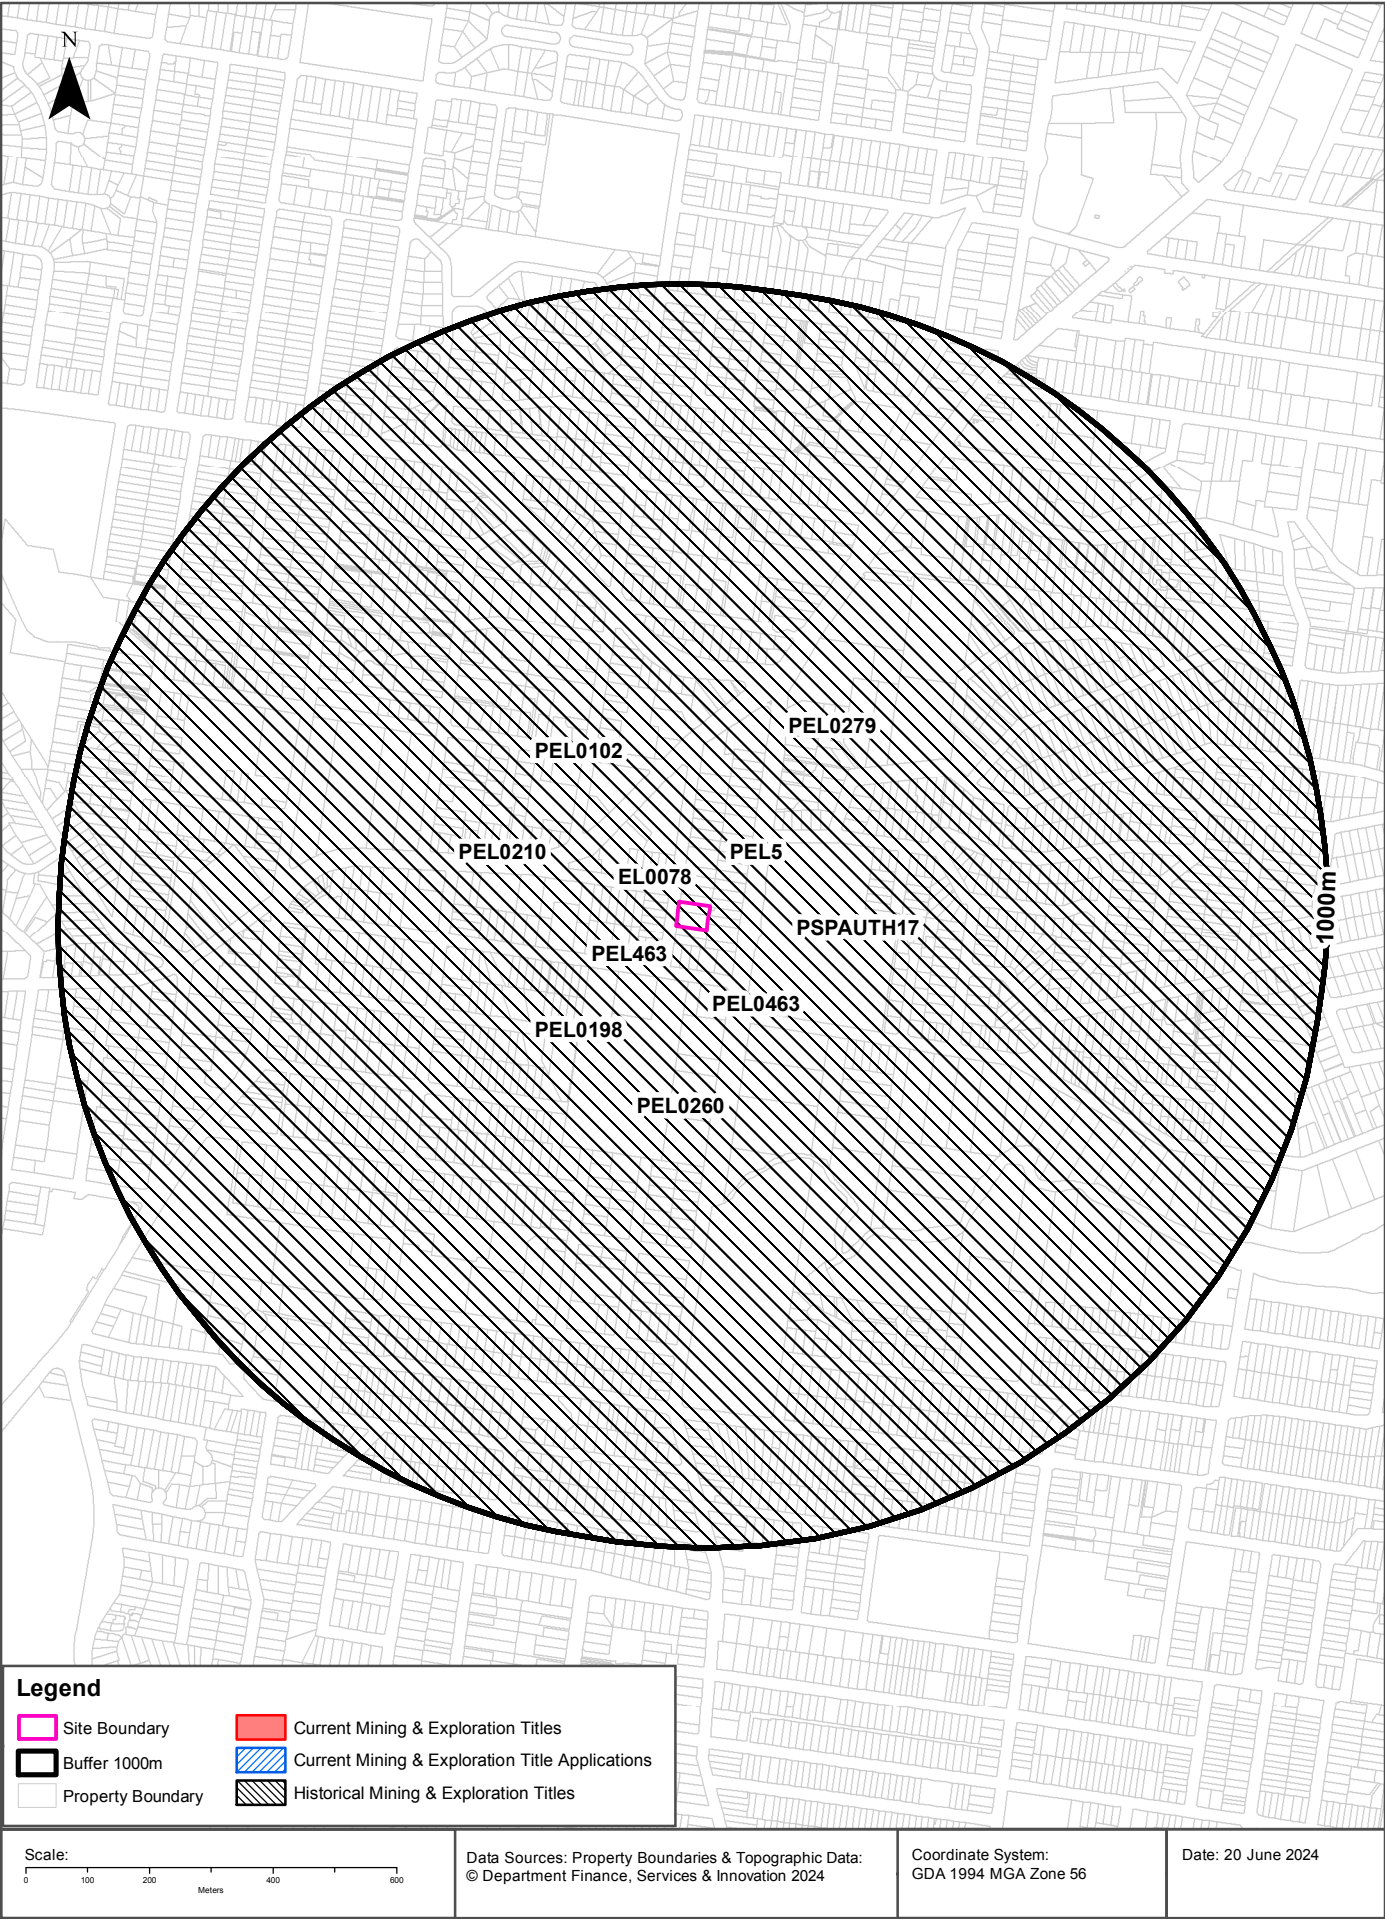 N
PEL0279
PEL0102
PEL0210
PEL5
EL0078
PSPAUTH17
PEL463
PEL0463
PEL0198
PEL0260
1000m
Legend
Site Boundary
Buffer 1000m
Property Boundary
Current Mining & Exploration Titles
Current Mining & Exploration Title Applications
Historical Mining & Exploration Titles
Scale:
0 100 200 400 600
Meters
Data Sources: Property Boundaries & Topographic Data:
© Department Finance, Services & Innovation 2024
Coordinate System:
GDA 1994 MGA Zone 56
Date: 20 June 2024